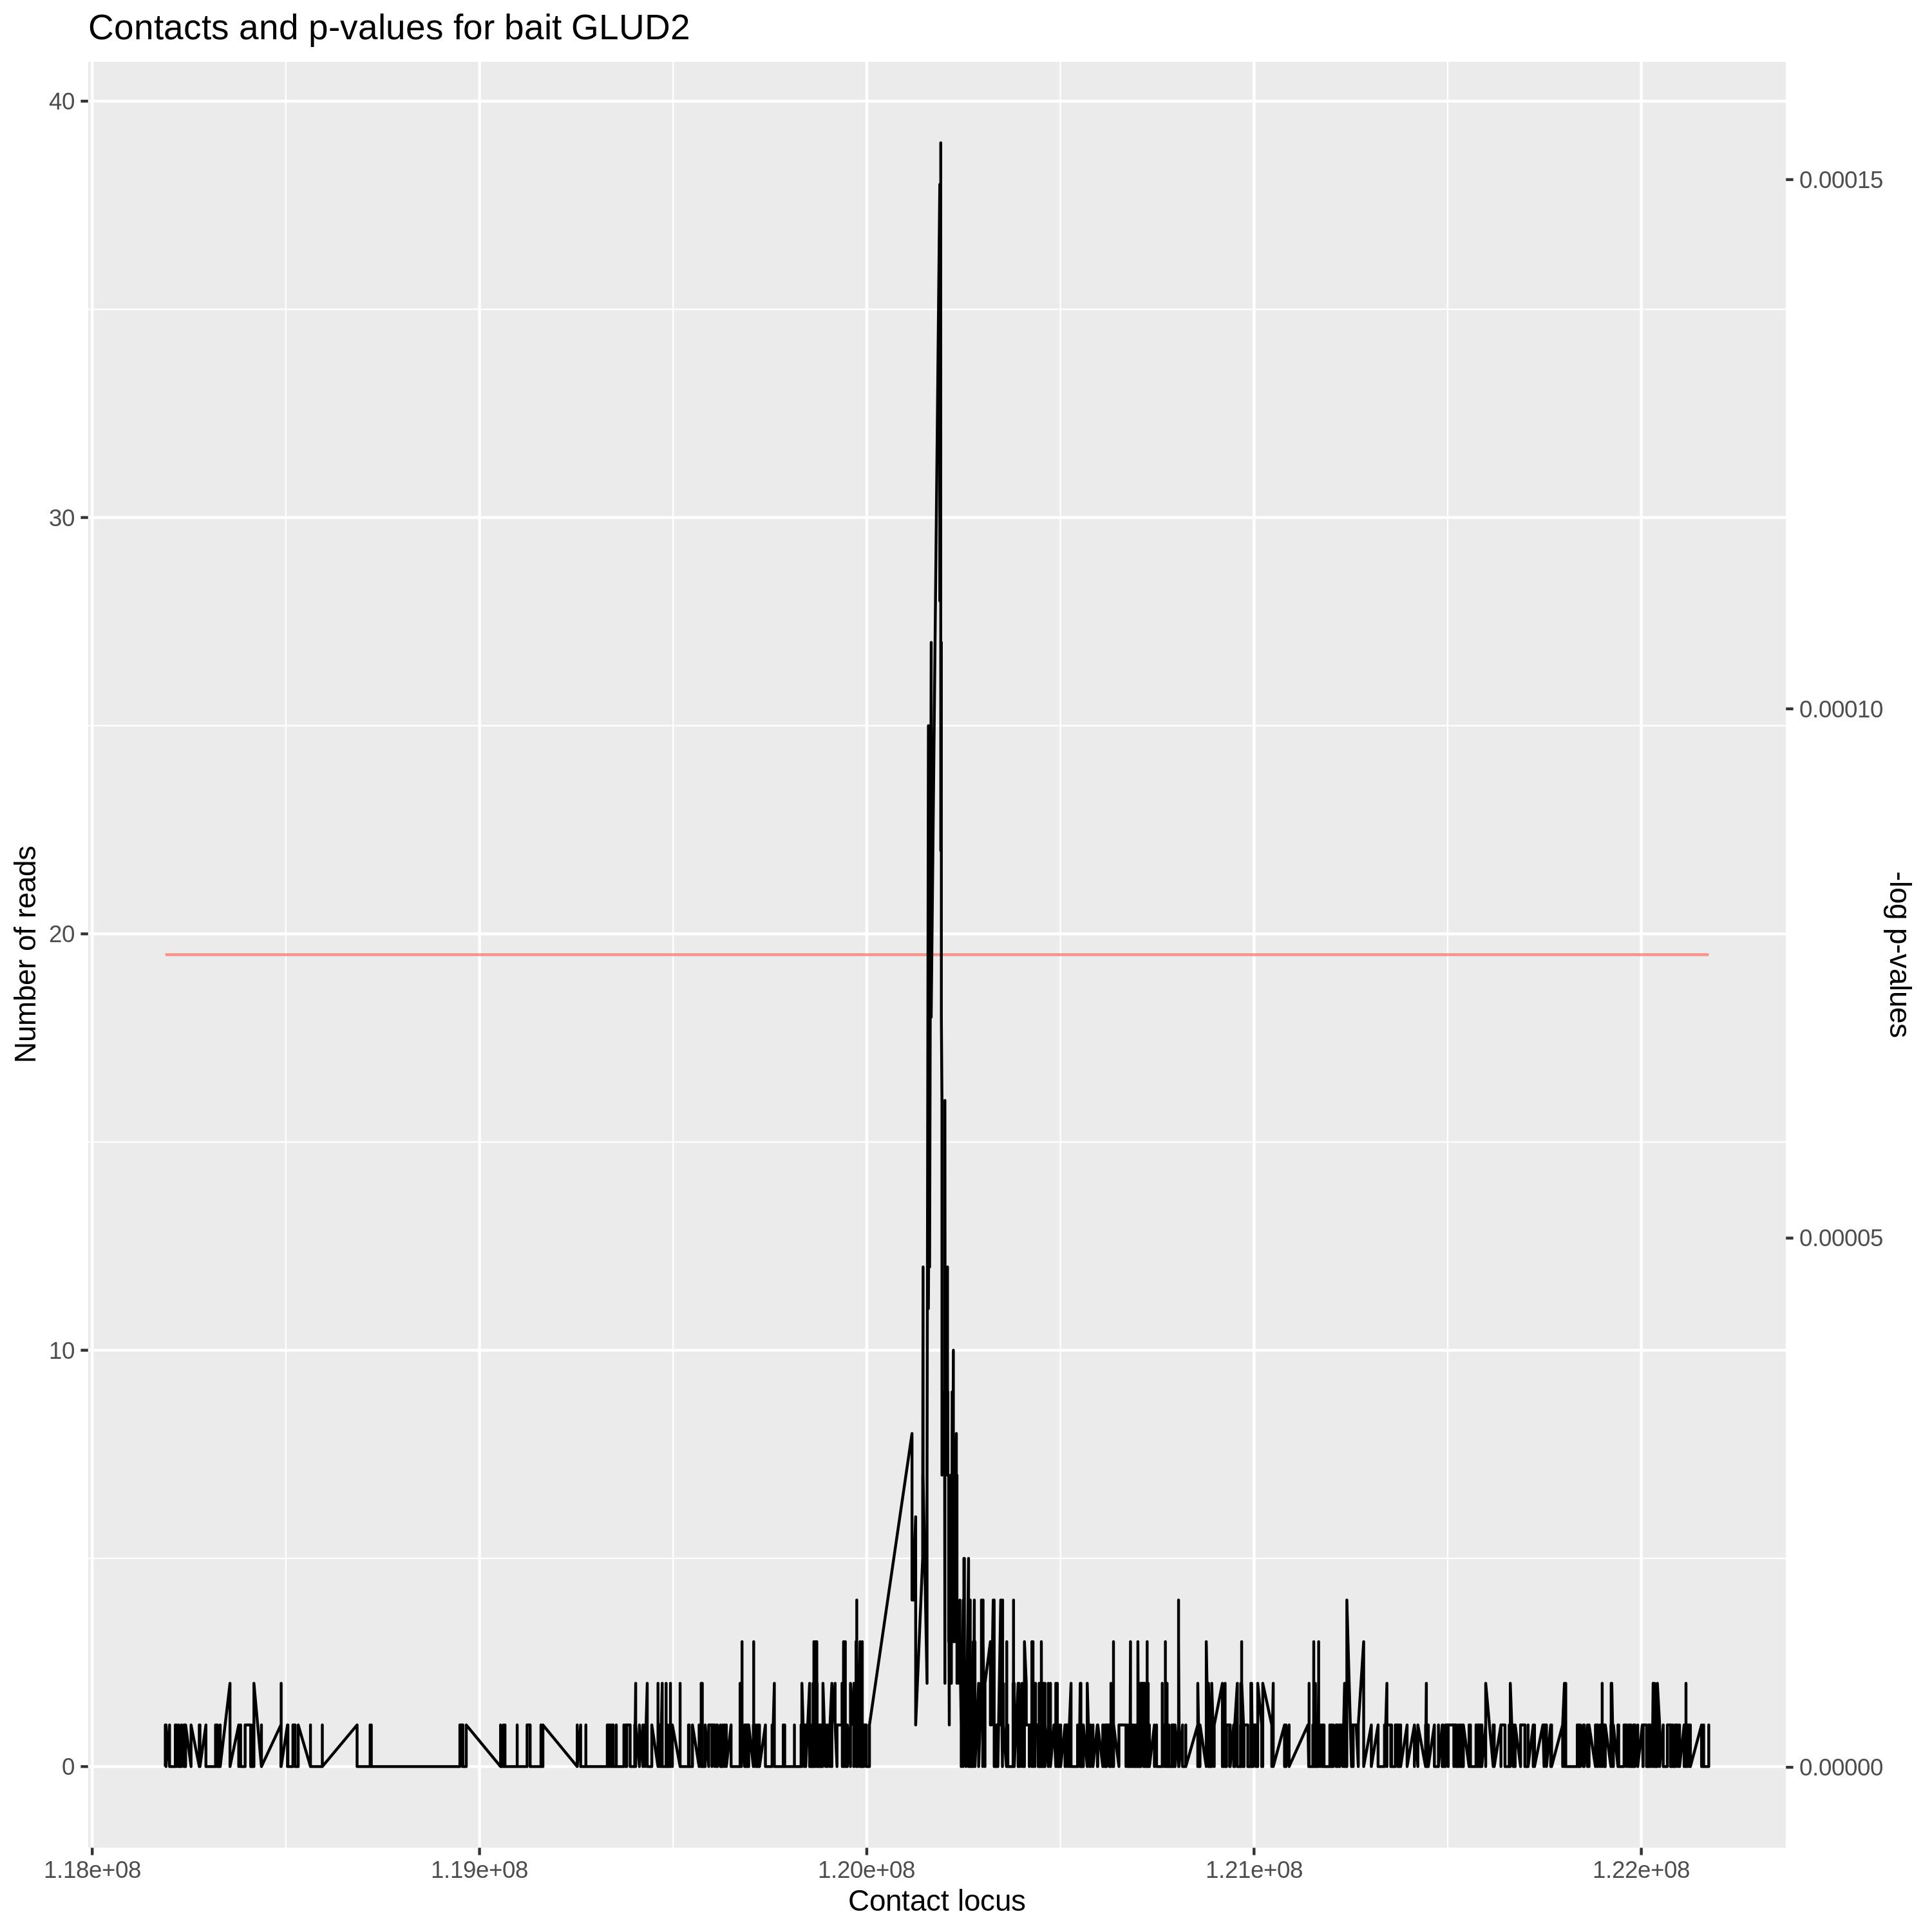 Contacts and p-values for bait GLUD2
40
30
20
10
0
Number of reads
0.00015
0.00010
0.00005
0.00000
-log p-values
1.18e+08
1.19e+08
1.20e+08
1.21e+08
1.22e+08
Contact locus